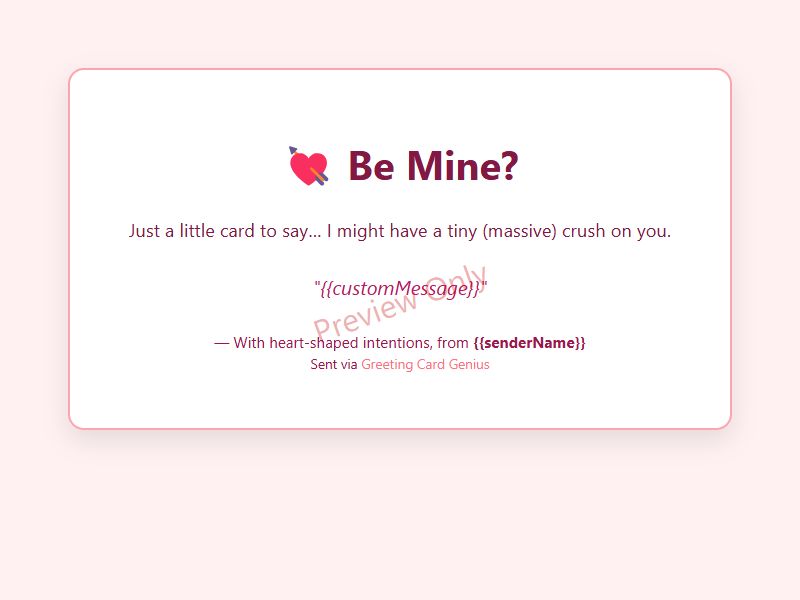 💘 Be Mine?
Just a little card to say... I might have a tiny (massive) crush on you.
"{{customMessage}}"
Preview Only
— With heart-shaped intentions, from {{senderName}}
Sent via Greeting Card Genius